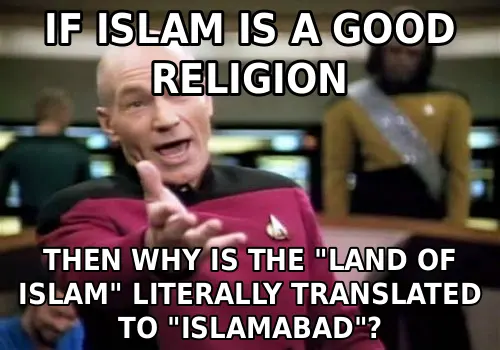 IF ISLAM IS A GOOD
RELIGION
THEN WHY IS THE "LAND OF
ISLAM" LITERALLY TRANSLATED
TO "ISLAMABAD"?